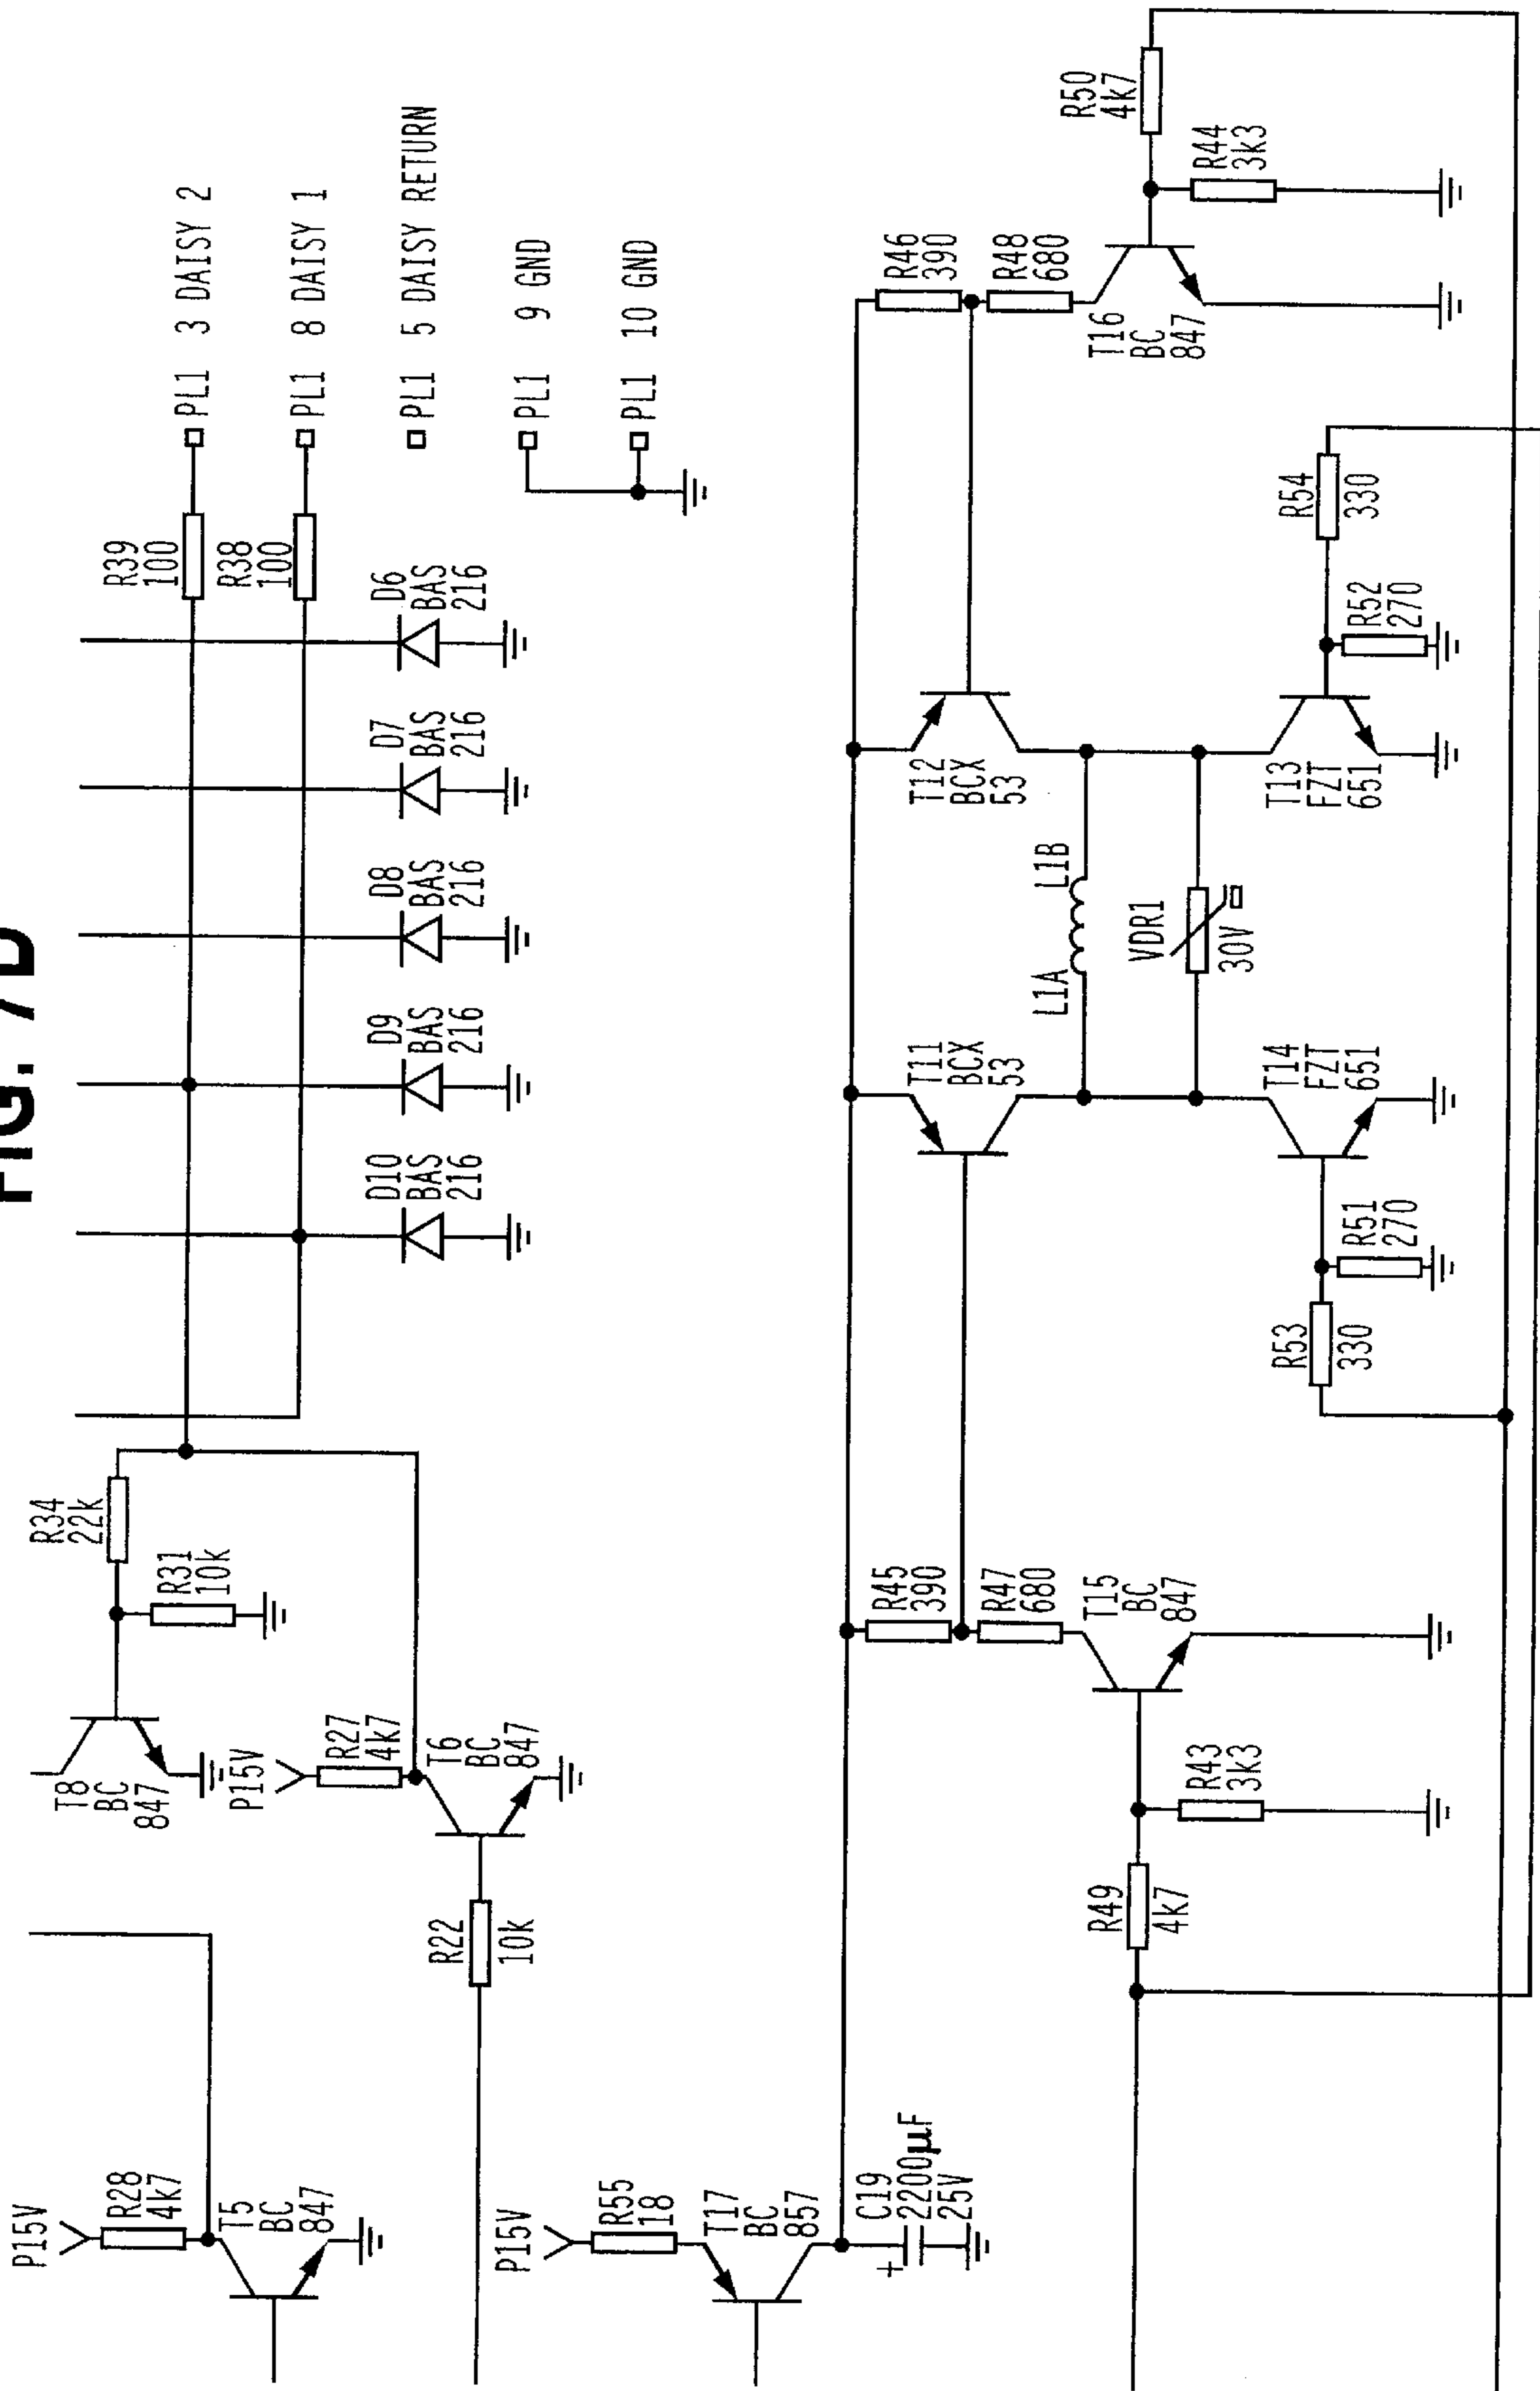 FIG. 7D
P15V
R28
4k7
T5
BC
847
R34
22k
R31
10k
T8
BC
847
P15V
R27
4k7
T6
BC
847
R22
10k
R39
100
R38
100
PL1 3 DAISY 2
PL1 8 DAISY 1
PL1 5 DAISY RETURN
PL1 9 GND
PL1 10 GND
D10
BAS
216
D9
BAS
216
D8
BAS
216
D7
BAS
216
D6
BAS
216
P15V
R55
18
T17
BC
857
+
C19
2200µF
25V
R45
390
R47
680
T15
BC
847
R49
4k7
R43
3k3
T11
BCX
53
T12
BCX
53
L1A
L1B
VDR1
30V
R53
330
R51
270
T14
FZT
651
T13
FZT
651
R54
330
R52
270
R46
390
R48
680
T16
BC
847
R50
4k7
R44
3k3